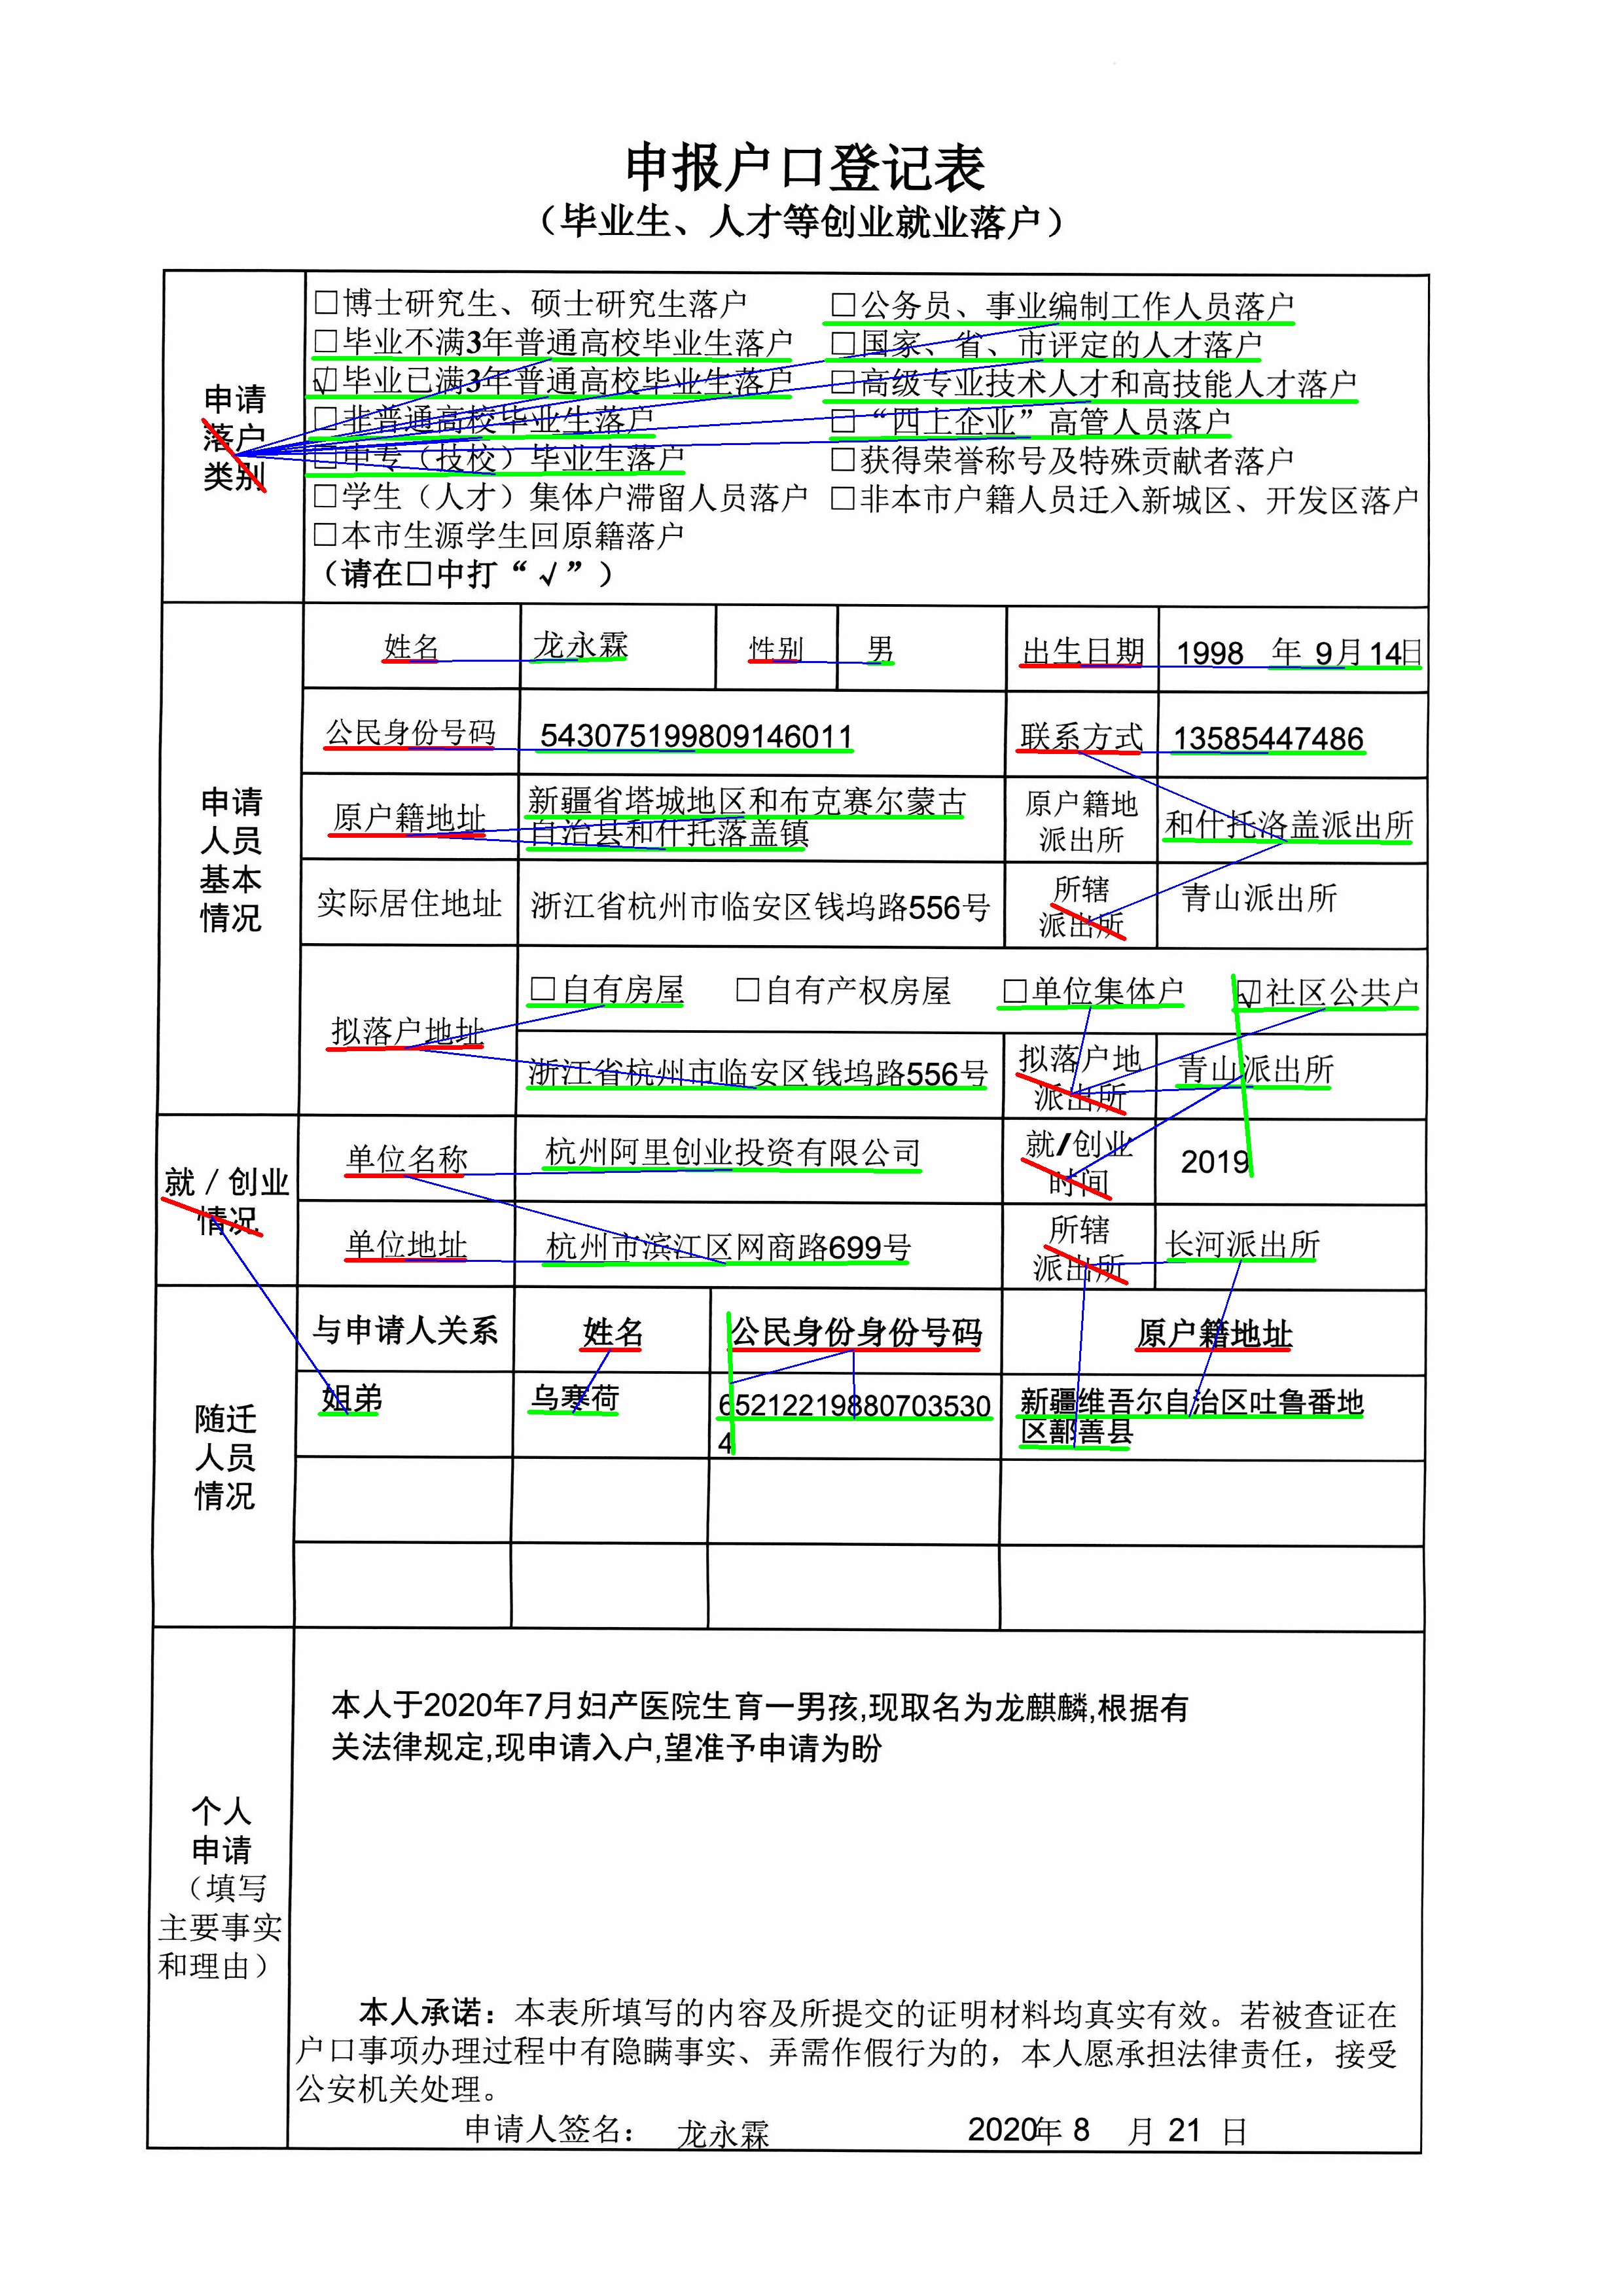 申报户口登记表
（毕业生、人才等创业就业落户）
申请
落户
类别
□博士研究生、硕士研究生落户 □公务员、事业编制工作人员落户
□毕业不满3年普通高校毕业生落户 □国家、省、市评定的人才落户
☑毕业已满3年普通高校毕业生落户 □高级专业技术人才和高技能人才落户
□非普通高校毕业生落户 □“四上企业”高管人员落户
□中专（技校）毕业生落户 □获得荣誉称号及特殊贡献者落户
□学生（人才）集体户滞留人员落户 □非本市户籍人员迁入新城区、开发区落户
□本市生源学生回原籍落户
（请在□中打“√”）
申请
人员
基本
情况
姓名 龙永霖 性别 男 出生日期 1998 年 9月14日
公民身份号码 543075199809146011 联系方式 13585447486
原户籍地址 新疆省塔城地区和布克赛尔蒙古
自治县和什托落盖镇
原户籍地
派出所
和什托洛盖派出所
实际居住地址 浙江省杭州市临安区钱坞路556号
所辖
派出所
青山派出所
拟落户地址
□自有房屋 □自有产权房屋 □单位集体户 ☑社区公共户
浙江省杭州市临安区钱坞路556号
拟落户地
派出所
青山派出所
就／创业
情况
单位名称 杭州阿里创业投资有限公司
就/创业
时间
2019
单位地址 杭州市滨江区网商路699号
所辖
派出所
长河派出所
随迁
人员
情况
与申请人关系 姓名 公民身份身份号码 原户籍地址
姐弟 乌寒荷 65212219880703530
4
新疆维吾尔自治区吐鲁番地
区鄯善县
个人
申请
（填写
主要事实
和理由）
本人于2020年7月妇产医院生育一男孩,现取名为龙麒麟,根据有
关法律规定,现申请入户,望准予申请为盼
本人承诺：本表所填写的内容及所提交的证明材料均真实有效。若被查证在
户口事项办理过程中有隐瞒事实、弄需作假行为的，本人愿承担法律责任，接受
公安机关处理。
申请人签名： 龙永霖 2020年 8 月 21 日